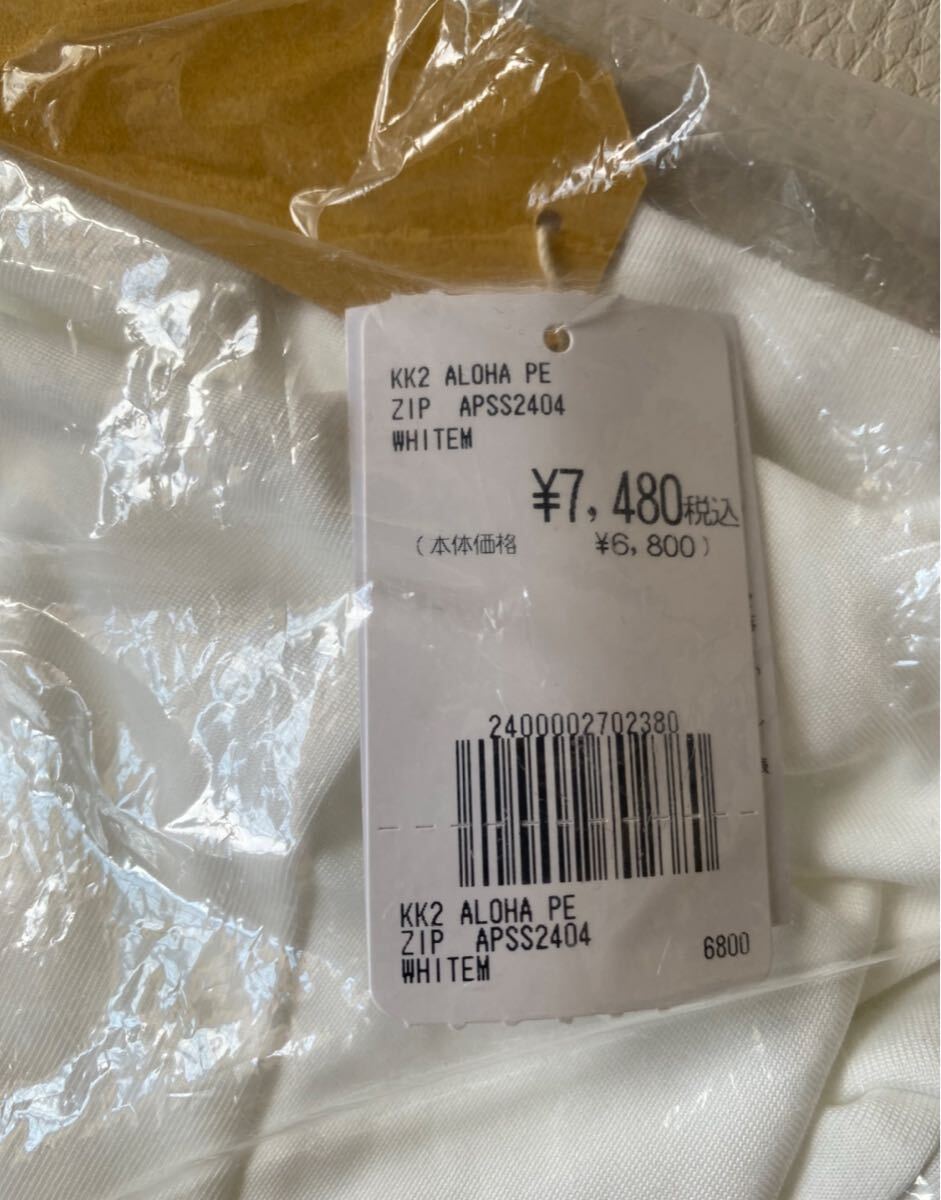 KK2 ALOHA PE
ZIP APSS2404
WHITEM
¥7,480税込
(本体価格 ¥6,800)
2400002702380
KK2 ALOHA PE
ZIP APSS2404
WHITEM
6800